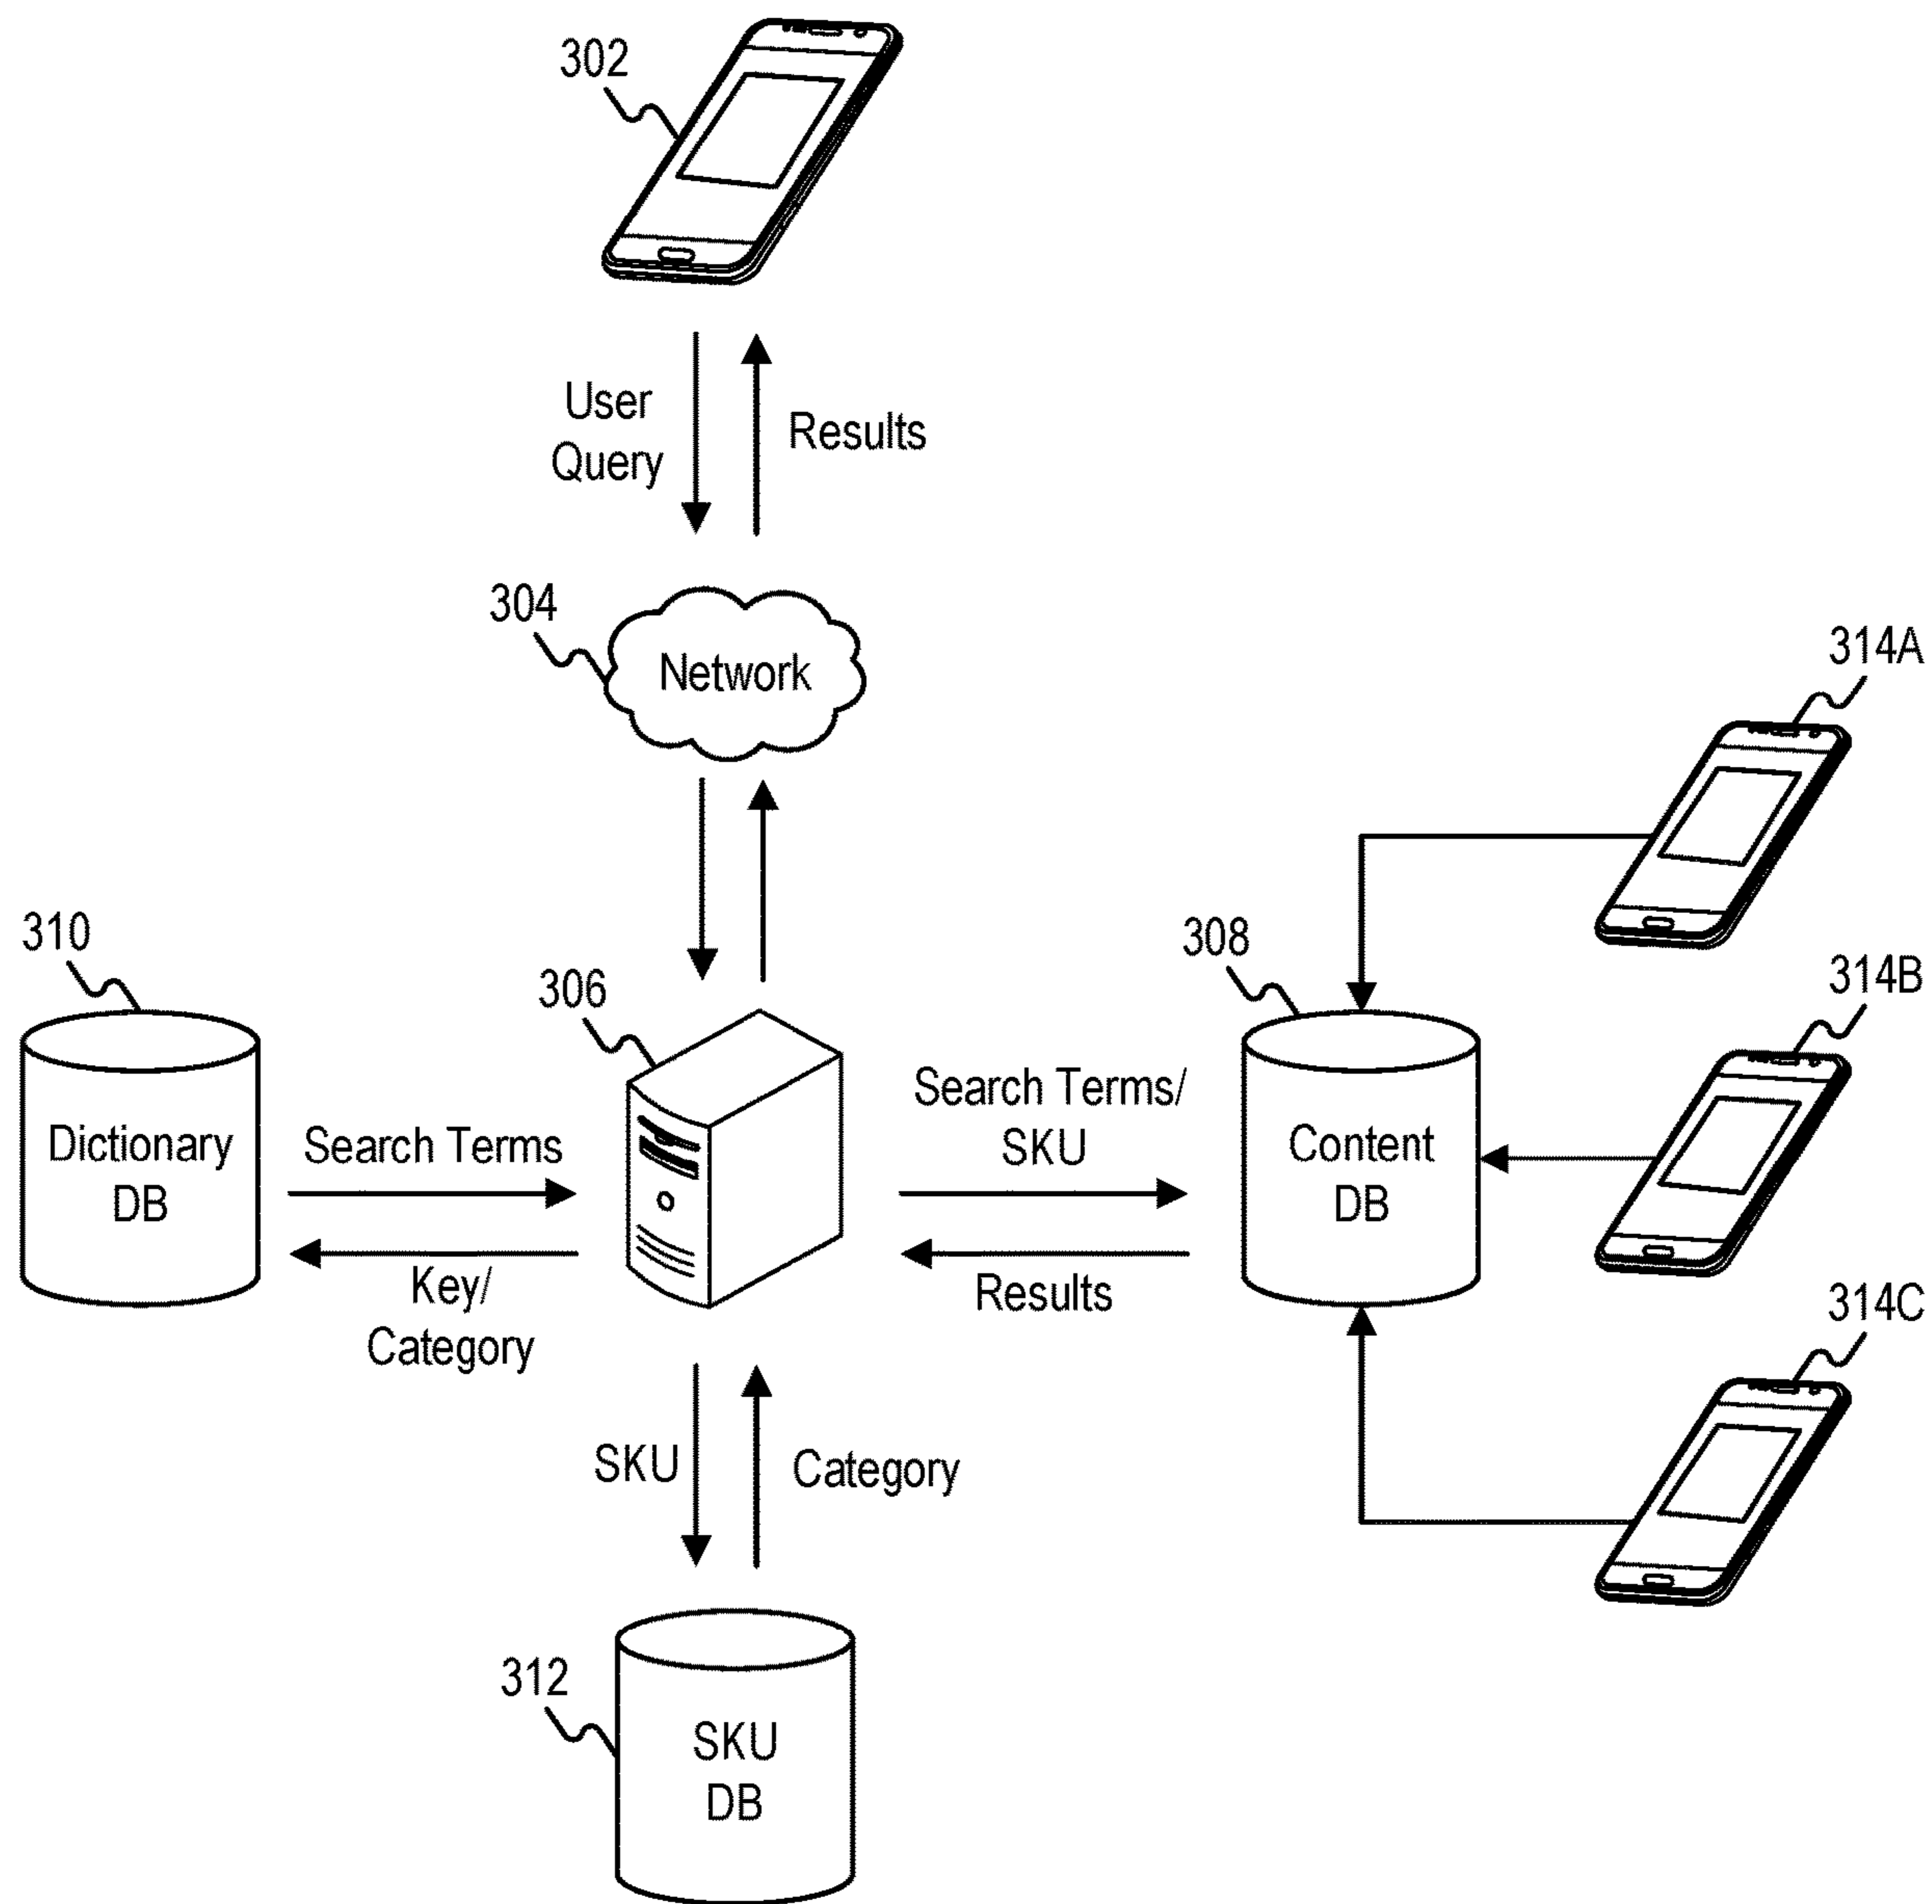 302
User
Query
Results
304
Network
314A
310
306
308
314B
Dictionary
DB
Search Terms
Key/
Category
Search Terms/
SKU
Results
Content
DB
314C
SKU
Category
312
SKU
DB